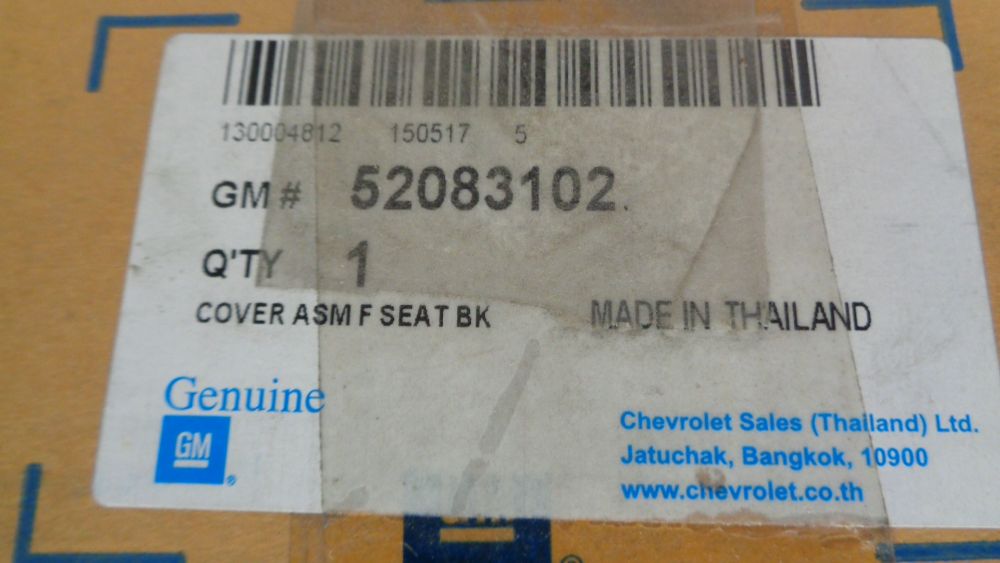 130004812 150517 5
GM # 52083102
Q'TY 1
COVER ASM F SEAT BK MADE IN THAILAND
Genuine
GM
Chevrolet Sales (Thailand) Ltd.
Jatuchak, Bangkok, 10900
www.chevrolet.co.th
GM